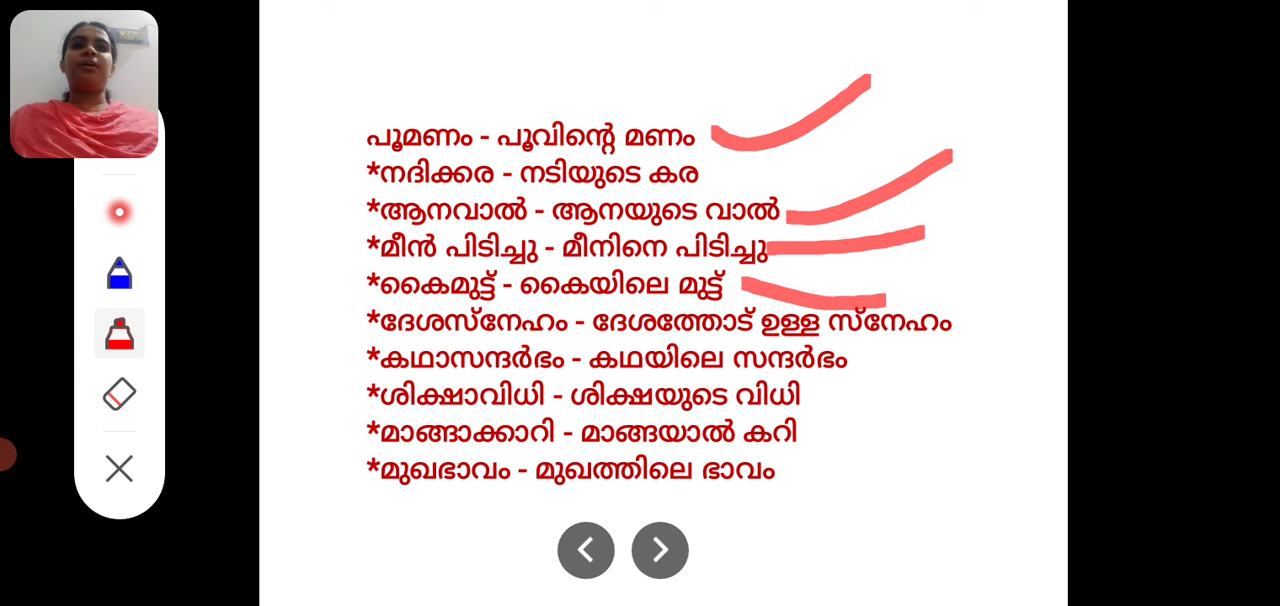 പൂമണം - പൂവിന്റെ മണം
*നദിക്കര - നടിയുടെ കര
*ആനവാൽ - ആനയുടെ വാൽ
*മീൻ പിടിച്ചു - മീനിനെ പിടിച്ചു
*കൈമുട്ട് - കൈയിലെ മുട്ട്
*ദേശസ്നേഹം - ദേശത്തോട് ഉള്ള സ്നേഹം
*കഥാസന്ദർഭം - കഥയിലെ സന്ദർഭം
*ശിക്ഷാവിധി - ശിക്ഷയുടെ വിധി
*മാങ്ങാക്കാറി - മാങ്ങയാൽ കറി
*മുഖഭാവം - മുഖത്തിലെ ഭാവം